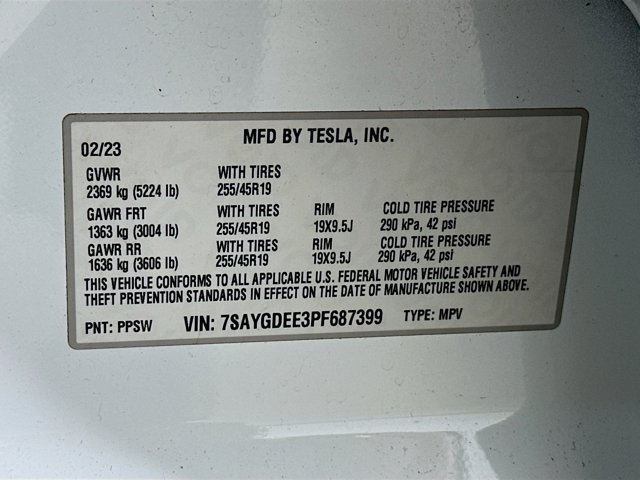 MFD BY TESLA, INC.
02/23
GVWR WITH TIRES
2369 kg (5224 lb) 255/45R19
GAWR FRT WITH TIRES RIM COLD TIRE PRESSURE
1363 kg (3004 lb) 255/45R19 19X9.5J 290 kPa, 42 psi
GAWR RR WITH TIRES RIM COLD TIRE PRESSURE
1636 kg (3606 lb) 255/45R19 19X9.5J 290 kPa, 42 psi
THIS VEHICLE CONFORMS TO ALL APPLICABLE U.S. FEDERAL MOTOR VEHICLE SAFETY AND
THEFT PREVENTION STANDARDS IN EFFECT ON THE DATE OF MANUFACTURE SHOWN ABOVE.
PNT: PPSW VIN: 7SAYGDEE3PF687399 TYPE: MPV